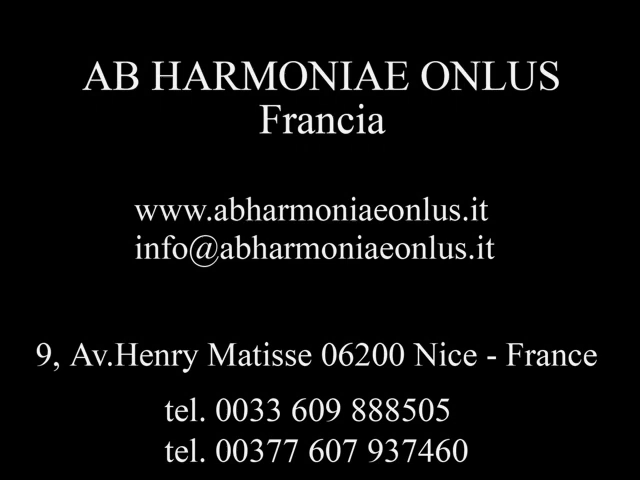 AB HARMONIAE ONLUS
Francia
www.abharmoniaeonlus.it
info@abharmoniaeonlus.it
9, Av.Henry Matisse 06200 Nice - France
tel. 0033 609 888505
tel. 00377 607 937460